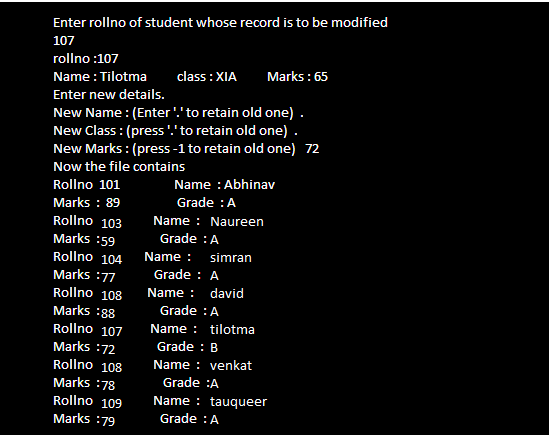 Enter rollno of student whose record is to be modified
107
rollno :107
Name : Tilotma class : XIA Marks : 65
Enter new details.
New Name : (Enter '.' to retain old one) .
New Class : (press '.' to retain old one) .
New Marks : (press -1 to retain old one) 72
Now the file contains
Rollno 101 Name : Abhinav
Marks : 89 Grade : A
Rollno 103 Name : Naureen
Marks :59 Grade : A
Rollno 104 Name : simran
Marks :77 Grade : A
Rollno 108 Name : david
Marks :88 Grade : A
Rollno 107 Name : tilotma
Marks :72 Grade : B
Rollno 108 Name : venkat
Marks :78 Grade :A
Rollno 109 Name : tauqueer
Marks :79 Grade : A